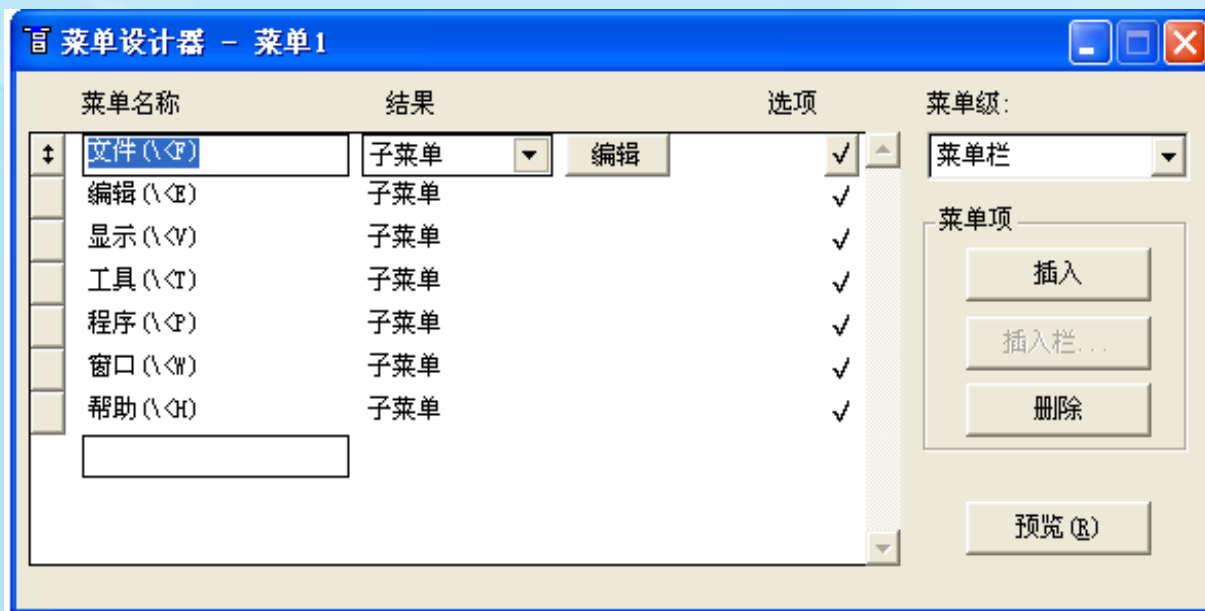 菜单设计器 - 菜单1
菜单名称 结果 选项 菜单级:
文件(\<F) 子菜单 编辑 √ 菜单栏
编辑(\<E) 子菜单 √
菜单项
显示(\<V) 子菜单 √
工具(\<T) 子菜单 √ 插入
程序(\<P) 子菜单 √ 插入栏...
窗口(\<W) 子菜单 √
帮助(\<H) 子菜单 √ 删除
预览(R)